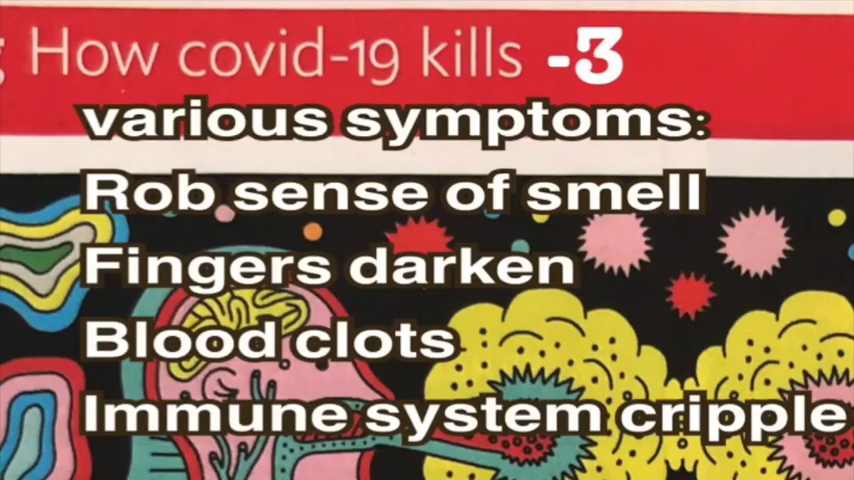 How covid-19 kills -3
various symptoms:
Rob sense of smell
Fingers darken
Blood clots
Immune system cripple